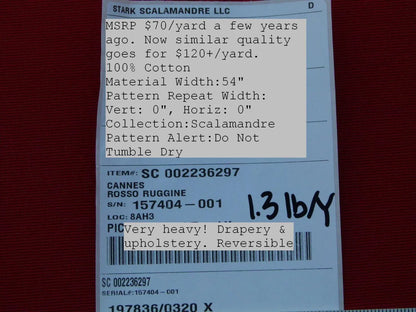 STARK SCALAMANDRE LLC D
MSRP $70/yard a few years
ago. Now similar quality
goes for $120+/yard.
100% Cotton
Material Width:54"
Pattern Repeat Width:
Vert: 0", Horiz: 0"
Collection:Scalamandre
Pattern Alert:Do Not
Tumble Dry
ITEM#: SC 002236297
CANNES
ROSSO RUGGINE
S/N: 157404-001
LOC: 8AH3
1.3 lb/y
Very heavy! Drapery &
upholstery. Reversible
SC 002236297
SERIAL#:157404-001
197836/0320 X